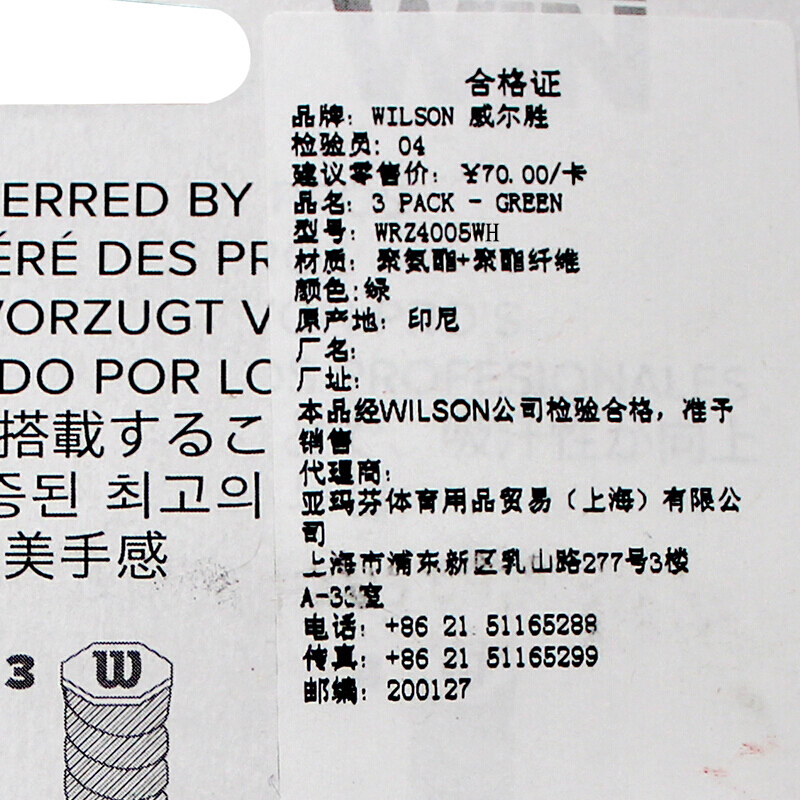 合格证
品牌: WILSON 威尔胜
检验员: 04
建议零售价: ¥70.00/卡
品名: 3 PACK - GREEN
型号: WRZ4005WH
材质: 聚氨酯+聚酯纤维
颜色:绿
原产地: 印尼
厂名:
厂址:
本品经WILSON公司检验合格，准予
销售
代理商:
亚玛芬体育用品贸易（上海）有限公
司
上海市浦东新区乳山路277号3楼
A-33室
电话: +86 21 51165288
传真: +86 21 51165299
邮编: 200127
ERRED BY
ÉRÉ DES PR
VORZUGT V
DO POR LO
搭載するこ
증된 최고의
美手感
3
W